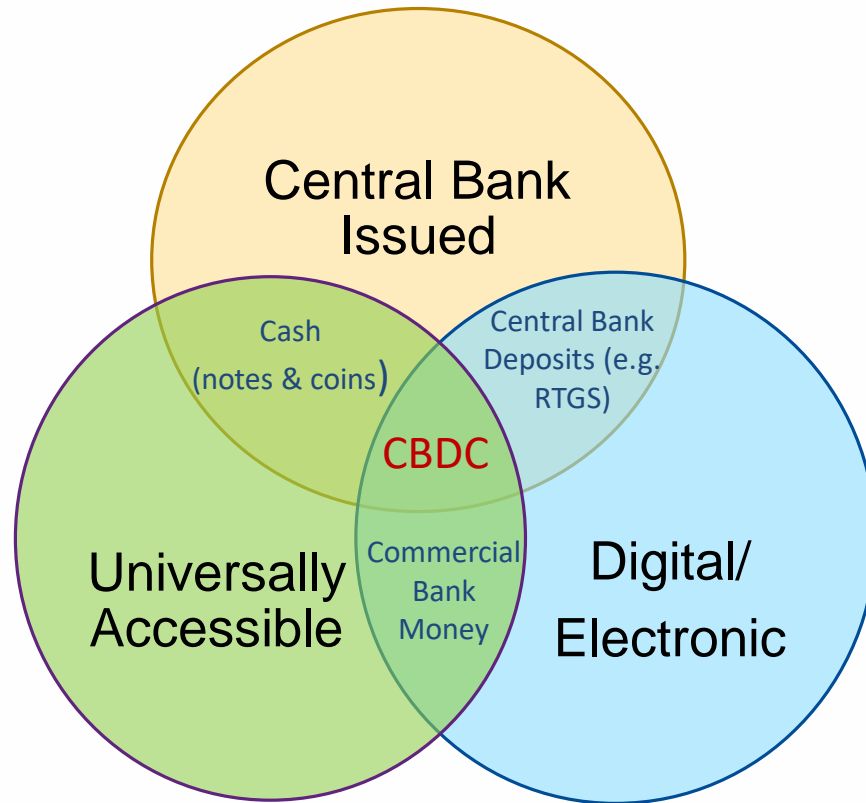 Central Bank
Issued
Cash
(notes & coins)
Central Bank
Deposits (e.g.
RTGS)
CBDC
Universally
Accessible
Commercial
Bank
Money
Digital/
Electronic